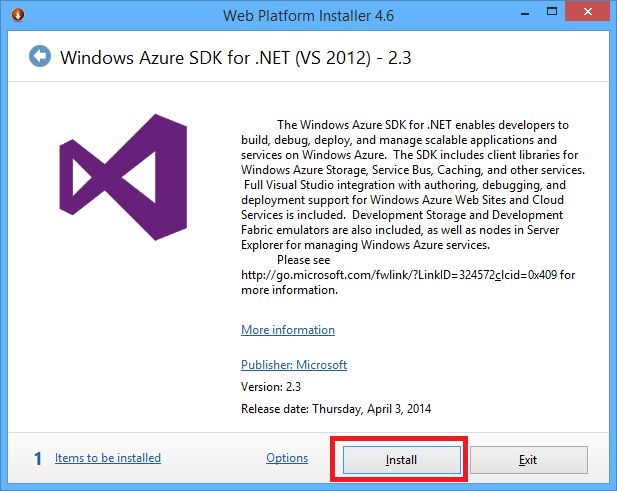 Web Platform Installer 4.6
Windows Azure SDK for .NET (VS 2012) - 2.3
The Windows Azure SDK for .NET enables developers to
build, debug, deploy, and manage scalable applications and
services on Windows Azure. The SDK includes client libraries for
Windows Azure Storage, Service Bus, Caching, and other services.
Full Visual Studio integration with authoring, debugging, and
deployment support for Windows Azure Web Sites and Cloud
Services is included. Development Storage and Development
Fabric emulators are also included, as well as nodes in Server
Explorer for managing Windows Azure services.
Please see
http://go.microsoft.com/fwlink/?LinkID=324572clcid=0x409 for
more information.
More information
Publisher: Microsoft
Version: 2.3
Release date: Thursday, April 3, 2014
1 Items to be installed Options Install Exit